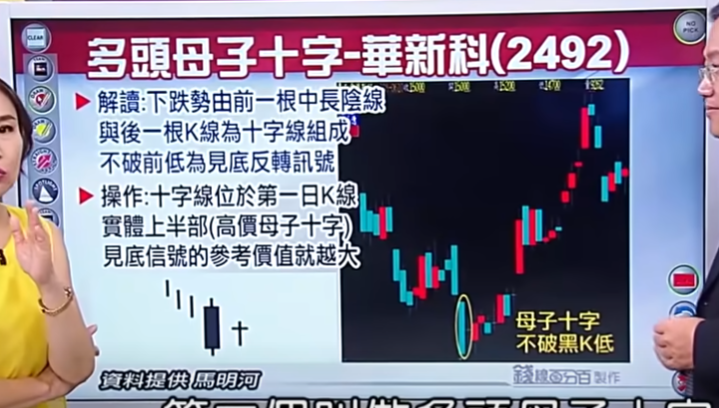 CLEAR
NO PICK
多頭母子十字-華新科(2492)
▶解讀:下跌勢由前一根中長陰線
與後一根K線為十字線組成
不破前低為見底反轉訊號
▶操作:十字線位於第一日K線
實體上半部(高價母子十字)
見底信號的參考價值就越大
母子十字
不破黑K低
資料提供 馬明河
錢線百分百 製作